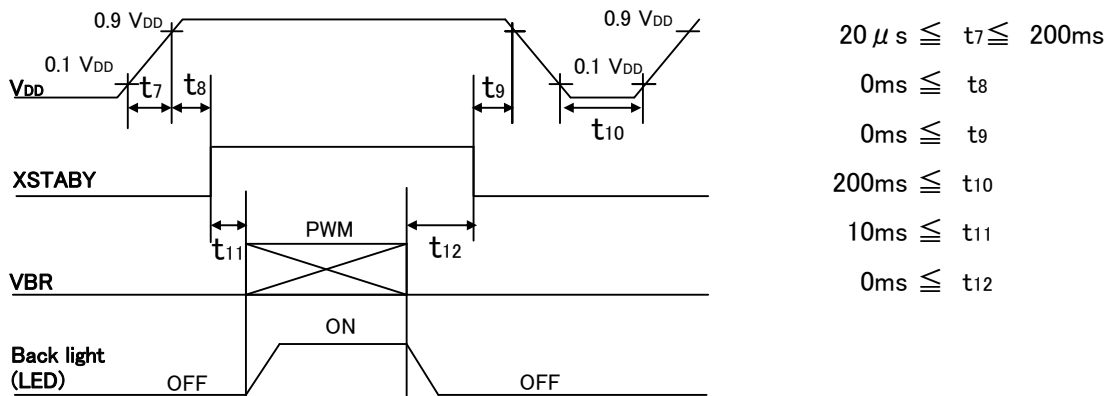 0.9 VDD 0.9 VDD 20 μs ≦ t7≦ 200ms
0.1 VDD 0.1 VDD
VDD t7 t8 t9 0ms ≦ t8
t10 0ms ≦ t9
XSTABY 200ms ≦ t10
t11 PWM t12 10ms ≦ t11
VBR 0ms ≦ t12
ON
Back light
(LED) OFF OFF